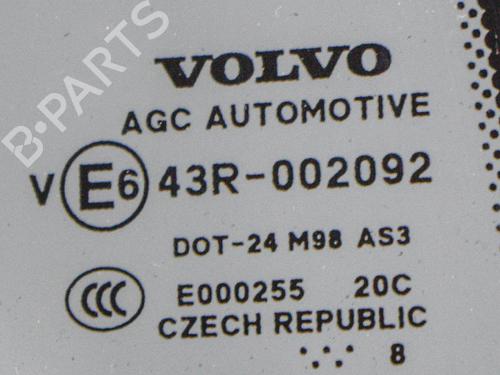 B-PARTS
VOLVO
AGC AUTOMOTIVE
V E6 43R-002092
DOT-24 M98 AS3
CCC E000255 20C
CZECH REPUBLIC
8